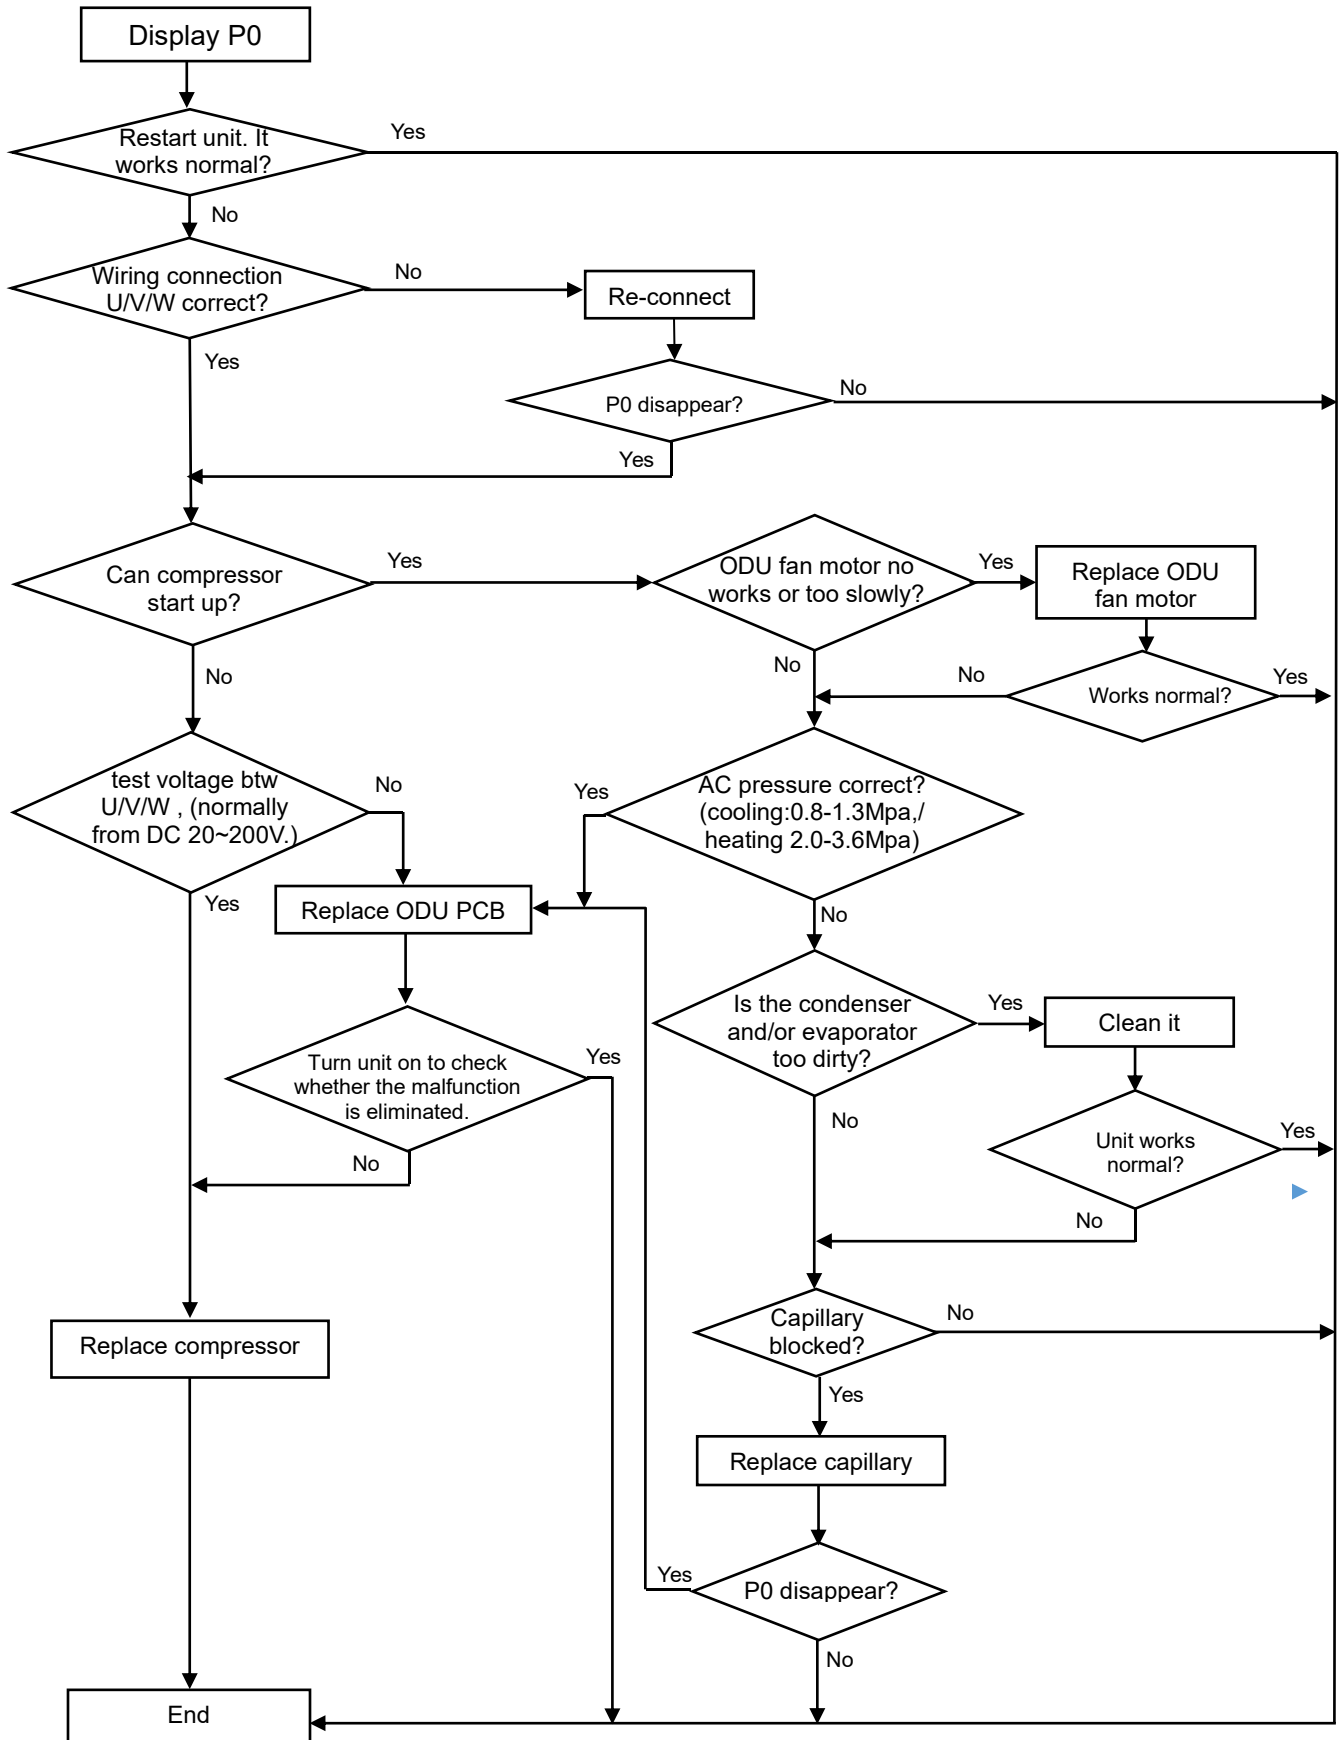 Display P0
Restart unit. It
works normal?
Yes
No
Wiring connection
U/V/W correct?
No
Re-connect
Yes
P0 disappear?
No
Yes
Can compressor
start up?
Yes
ODU fan motor no
works or too slowly?
Yes
Replace ODU
fan motor
No
No
No
Works normal?
Yes
test voltage btw
U/V/W , (normally
from DC 20~200V.)
No
Yes
AC pressure correct?
(cooling:0.8-1.3Mpa,/
heating 2.0-3.6Mpa)
Yes
Replace ODU PCB
No
Is the condenser
and/or evaporator
too dirty?
Yes
Clean it
Turn unit on to check
whether the malfunction
is eliminated.
Yes
No
No
Unit works
normal?
Yes
No
Capillary
blocked?
No
Replace compressor
Yes
Replace capillary
Yes
P0 disappear?
No
End